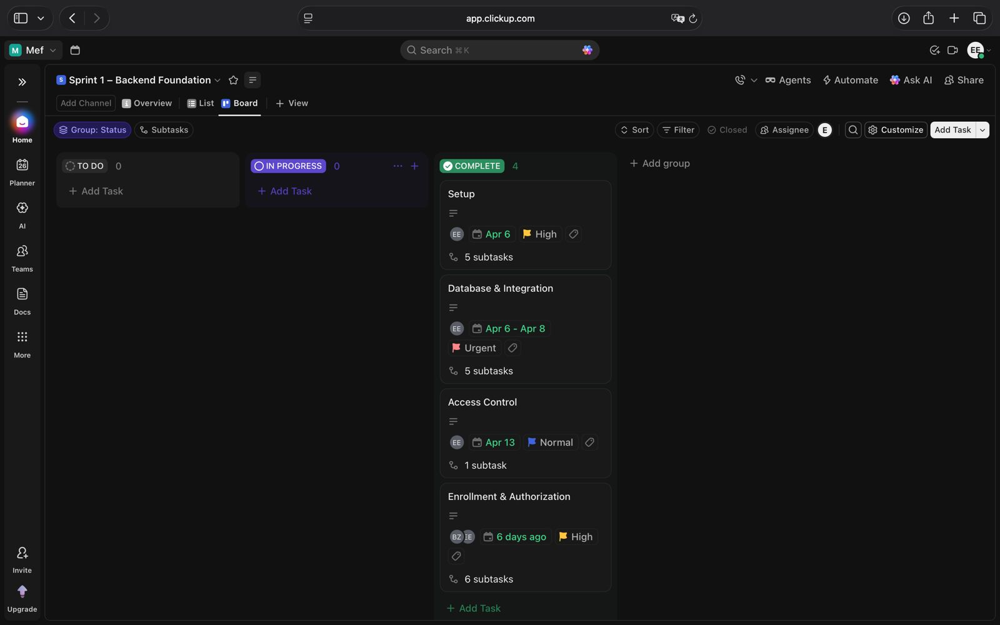 app.clickup.com
M Mef
Search ⌘ K
EE
S Sprint 1 – Backend Foundation
Agents
Automate
Ask AI
Share
Add Channel
Overview
List
Board
+ View
Group: Status
Subtasks
Sort
Filter
Closed
Assignee
E
Customize
Add Task
Home
26
Planner
AI
Teams
Docs
More
Invite
Upgrade
TO DO 0
+ Add Task
IN PROGRESS 0
+ Add Task
COMPLETE 4
Setup
EE Apr 6 High
5 subtasks
Database & Integration
EE Apr 6 - Apr 8
Urgent
5 subtasks
Access Control
EE Apr 13 Normal
1 subtask
Enrollment & Authorization
BZ EE 6 days ago High
6 subtasks
+ Add Task
+ Add group